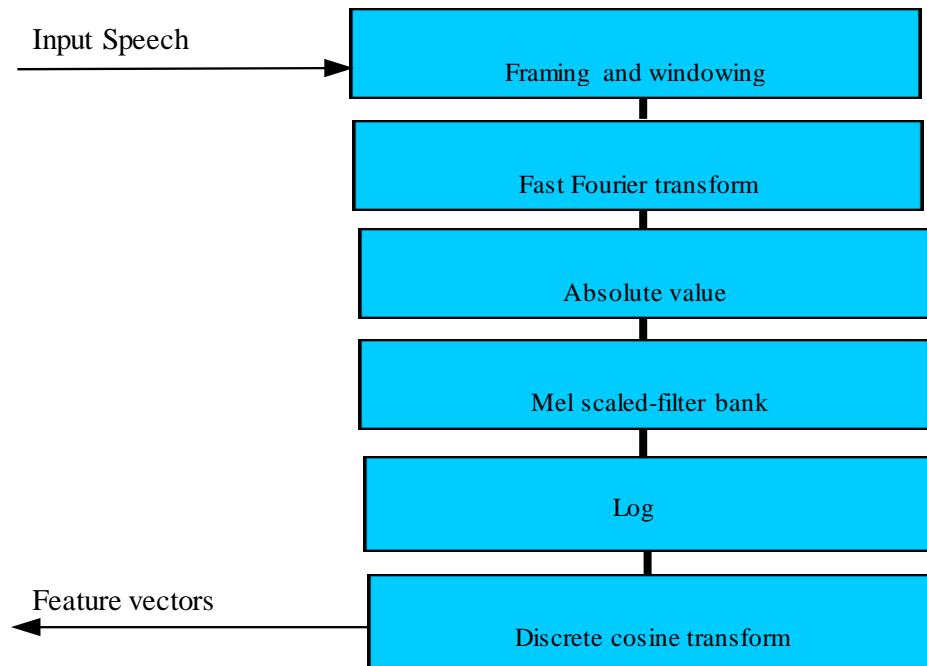 Input Speech
Framing and windowing
Fast Fourier transform
Absolute value
Mel scaled-filter bank
Log
Feature vectors
Discrete cosine transform